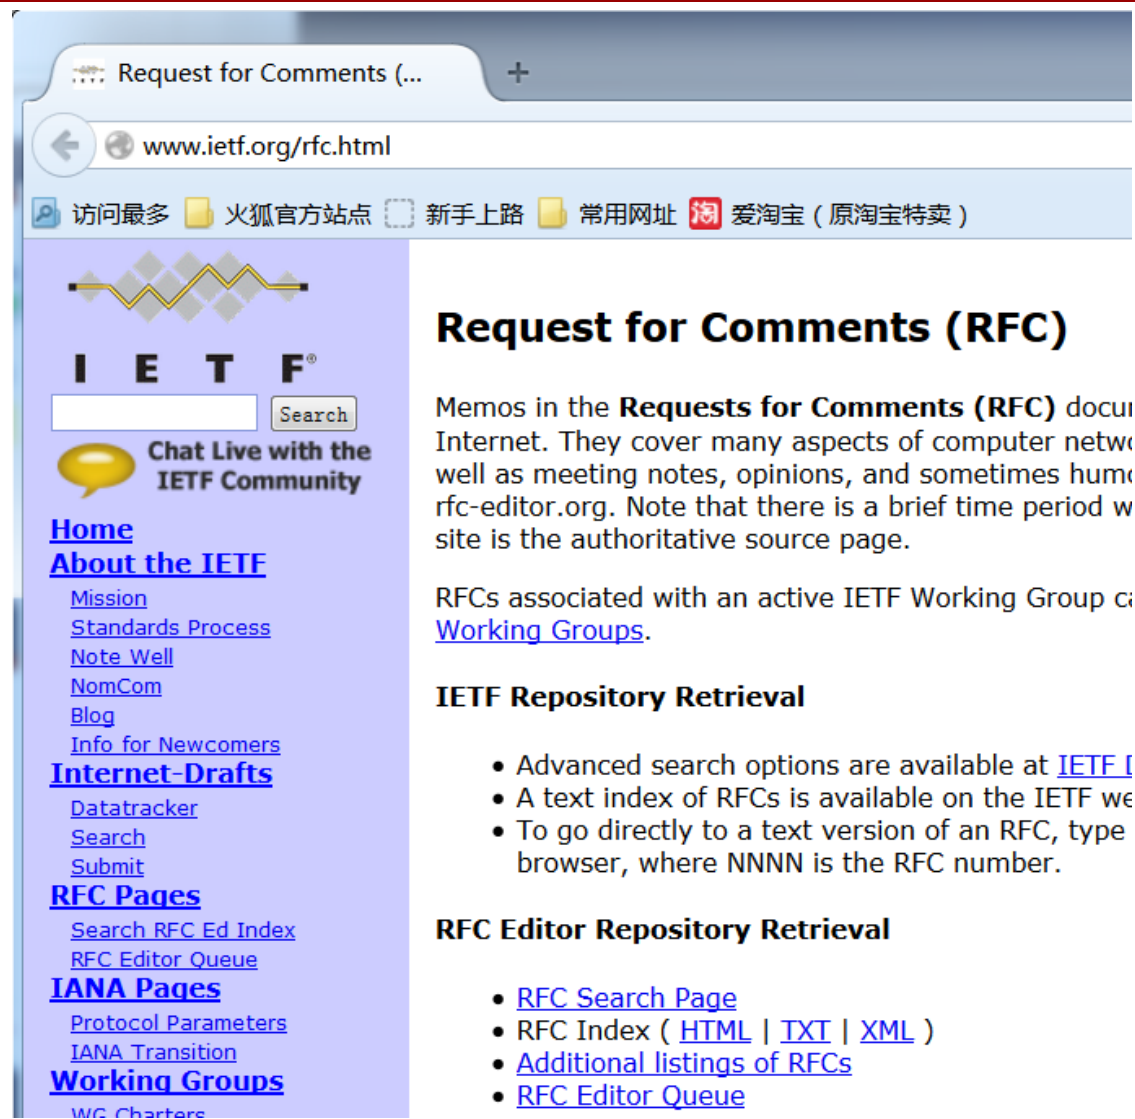 Request for Comments (...
www.ietf.org/rfc.html
访问最多 火狐官方站点 新手上路 常用网址 淘 爱淘宝（原淘宝特卖）
I E T F®
Search
Chat Live with the
IETF Community
Home
About the IETF
Mission
Standards Process
Note Well
NomCom
Blog
Info for Newcomers
Internet-Drafts
Datatracker
Search
Submit
RFC Pages
Search RFC Ed Index
RFC Editor Queue
IANA Pages
Protocol Parameters
IANA Transition
Working Groups
WG Charters
Request for Comments (RFC)
Memos in the Requests for Comments (RFC)
Internet. They cover many aspects of computer
well as meeting notes, opinions, and sometimes
rfc-editor.org. Note that there is a brief time period
site is the authoritative source page.
RFCs associated with an active IETF Working Group
Working Groups.
IETF Repository Retrieval
• Advanced search options are available at IETF
• A text index of RFCs is available on the IETF
• To go directly to a text version of an RFC, type
browser, where NNNN is the RFC number.
RFC Editor Repository Retrieval
• RFC Search Page
• RFC Index ( HTML | TXT | XML )
• Additional listings of RFCs
• RFC Editor Queue